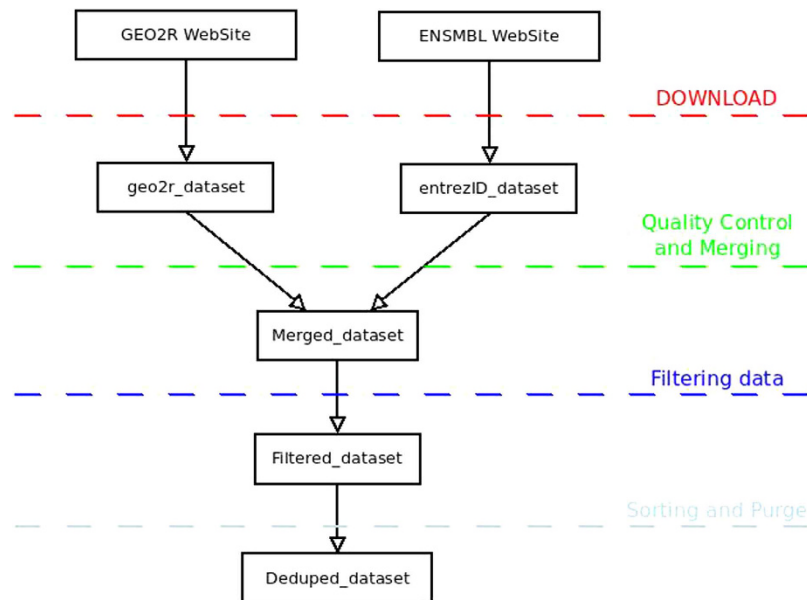 GEO2R WebSite
ENSMBL WebSite
DOWNLOAD
geo2r_dataset
entrezID_dataset
Quality Control
and Merging
Merged_dataset
Filtering data
Filtered_dataset
Sorting and Purge
Deduped_dataset